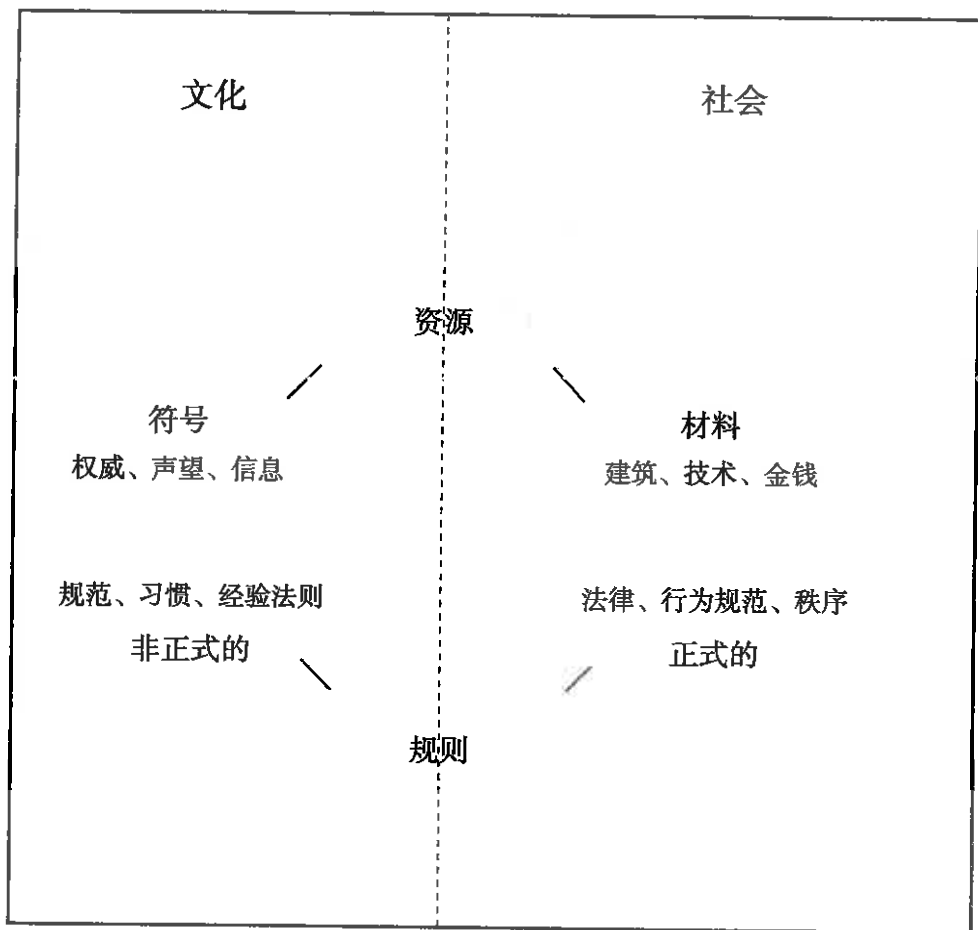 文化
社会
资源
符号
材料
权威、声望、信息
建筑、技术、金钱
规范、习惯、经验法则
法律、行为规范、秩序
非正式的
正式的
规则